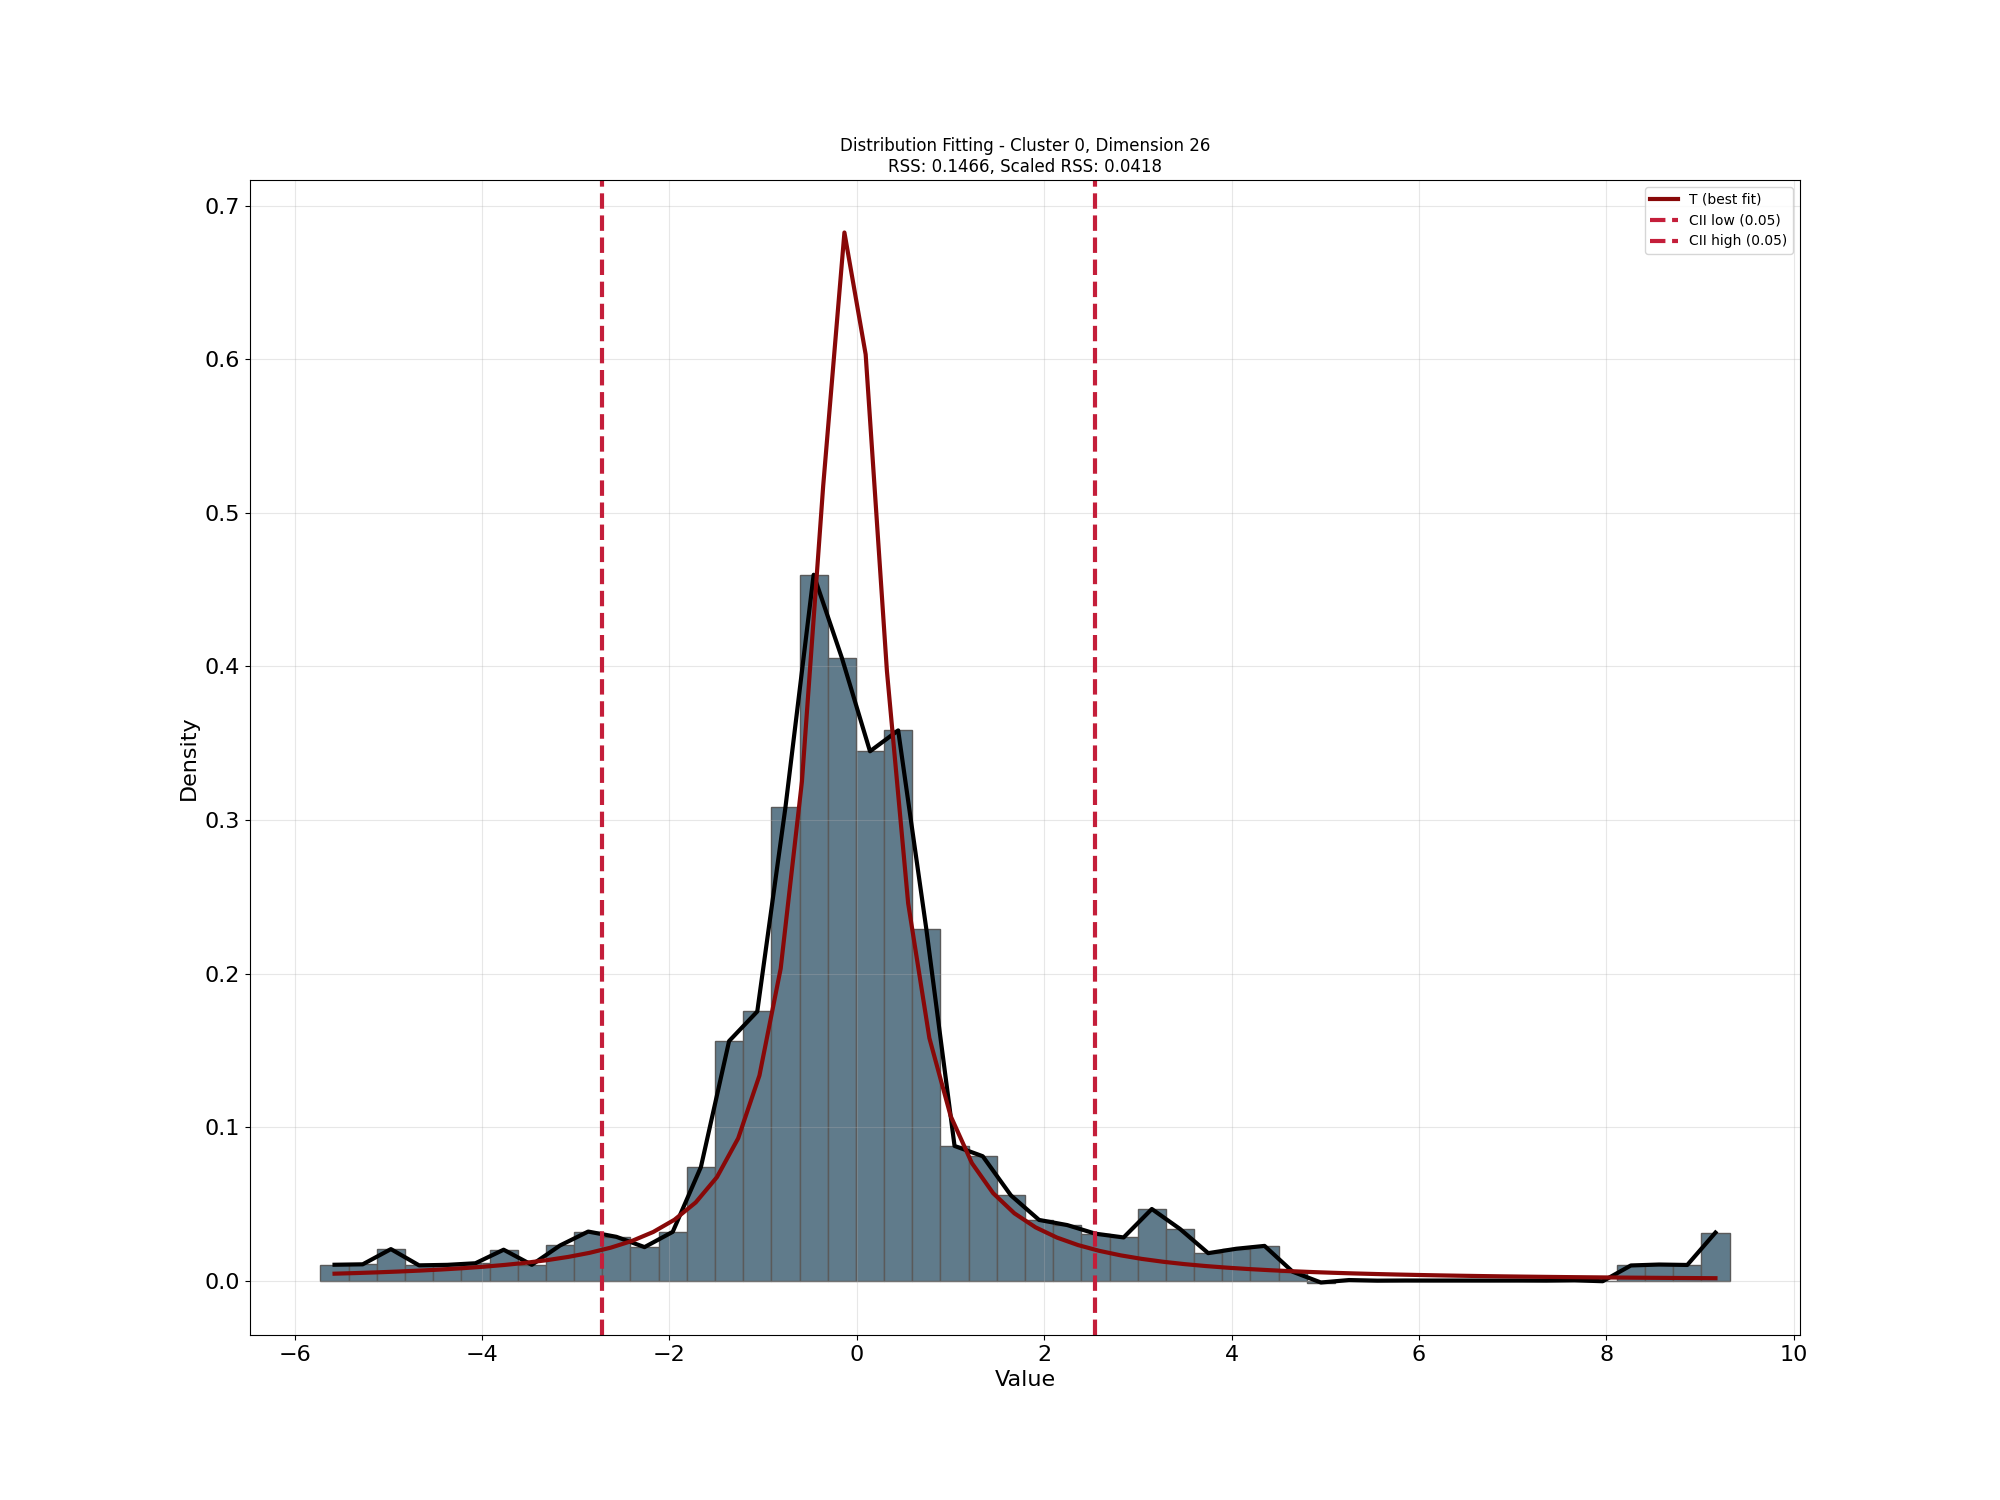 Distribution Fitting - Cluster 0, Dimension 26
RSS: 0.1466, Scaled RSS: 0.0418
T (best fit)
CII low (0.05)
CII high (0.05)
0.7
0.6
0.5
0.4
0.3
0.2
0.1
0.0
Density
−6 −4 −2 0 2 4 6 8 10
Value